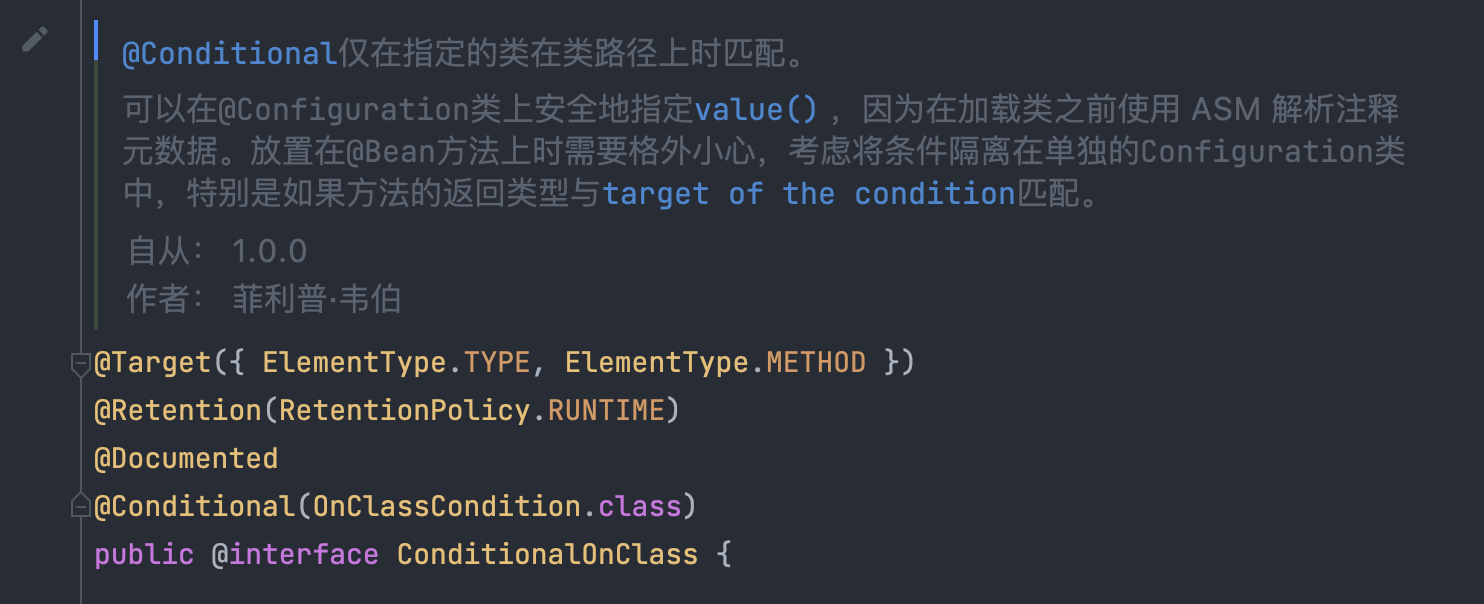 @Conditional仅在指定的类在类路径上时匹配。
可以在@Configuration类上安全地指定value() ，因为在加载类之前使用 ASM 解析注释
元数据。放置在@Bean方法上时需要格外小心，考虑将条件隔离在单独的Configuration类
中，特别是如果方法的返回类型与target of the condition匹配。
自从： 1.0.0
作者： 菲利普·韦伯
@Target({ ElementType.TYPE, ElementType.METHOD })
@Retention(RetentionPolicy.RUNTIME)
@Documented
@Conditional(OnClassCondition.class)
public @interface ConditionalOnClass {